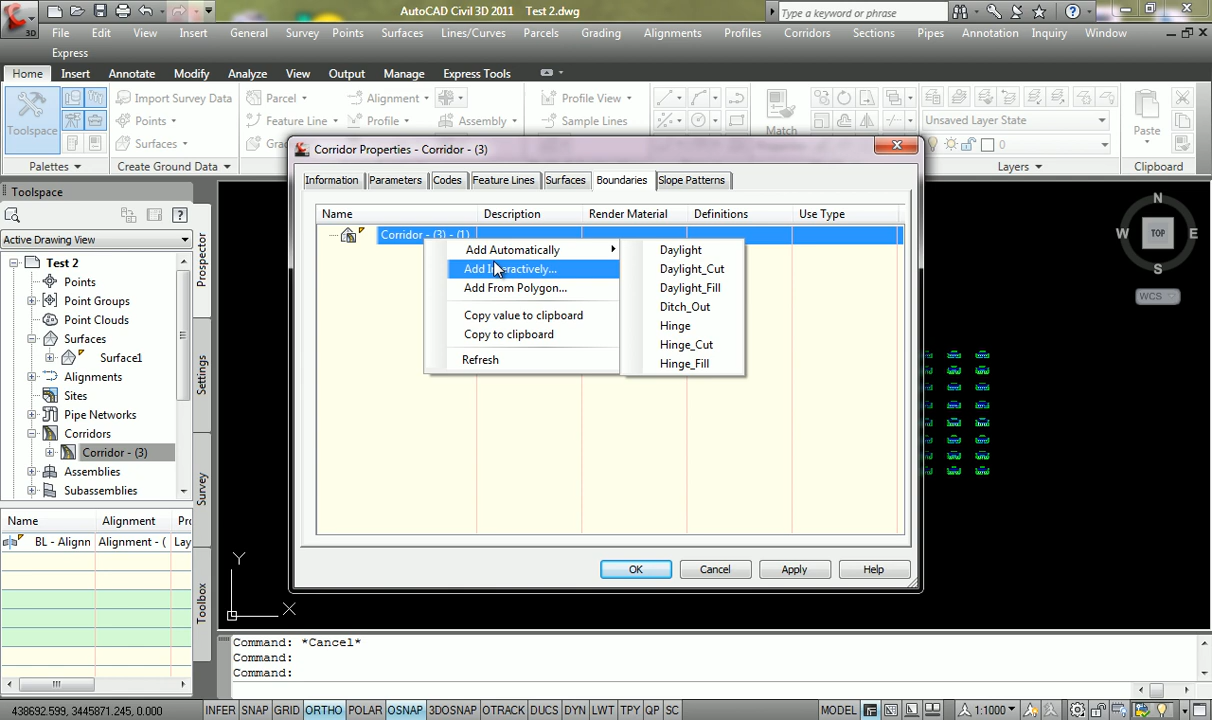 AutoCAD Civil 3D 2011 Test 2.dwg
Type a keyword or phrase
3D
File Edit View Insert General Survey Points Surfaces Lines/Curves Parcels Grading Alignments Profiles Corridors Sections Pipes Annotation Inquiry Window
Express
Home Insert Annotate Modify Analyze View Output Manage Express Tools
Toolspace
Import Survey Data
Points
Surfaces
Parcel
Feature Line
Alignment
Profile
Assembly
Profile View
Sample Lines
Match
Unsaved Layer State
0
Paste
Palettes
Create Ground Data
Layers
Clipboard
Corridor Properties - Corridor - (3)
Information Parameters Codes Feature Lines Surfaces Boundaries Slope Patterns
Name Description Render Material Definitions Use Type
Corridor - (3) - (1)
Add Automatically
Add Interactively...
Add From Polygon...
Copy value to clipboard
Copy to clipboard
Refresh
Daylight
Daylight_Cut
Daylight_Fill
Ditch_Out
Hinge
Hinge_Cut
Hinge_Fill
OK Cancel Apply Help
Toolspace
Active Drawing View
Test 2
Points
Point Groups
Point Clouds
Surfaces
Surface1
Alignments
Sites
Pipe Networks
Corridors
Corridor - (3)
Assemblies
Subassemblies
Prospector
Settings
Survey
Toolbox
Name Alignment
BL - Alignn Alignment - ( Lay
N
W TOP E
S
WCS
Y
X
Command: *Cancel*
Command:
Command:
438692.599, 3445871.245, 0.000
INFER SNAP GRID ORTHO POLAR OSNAP 3DOSNAP OTRACK DUCS DYN LWT TPY QP SC
MODEL
1:1000